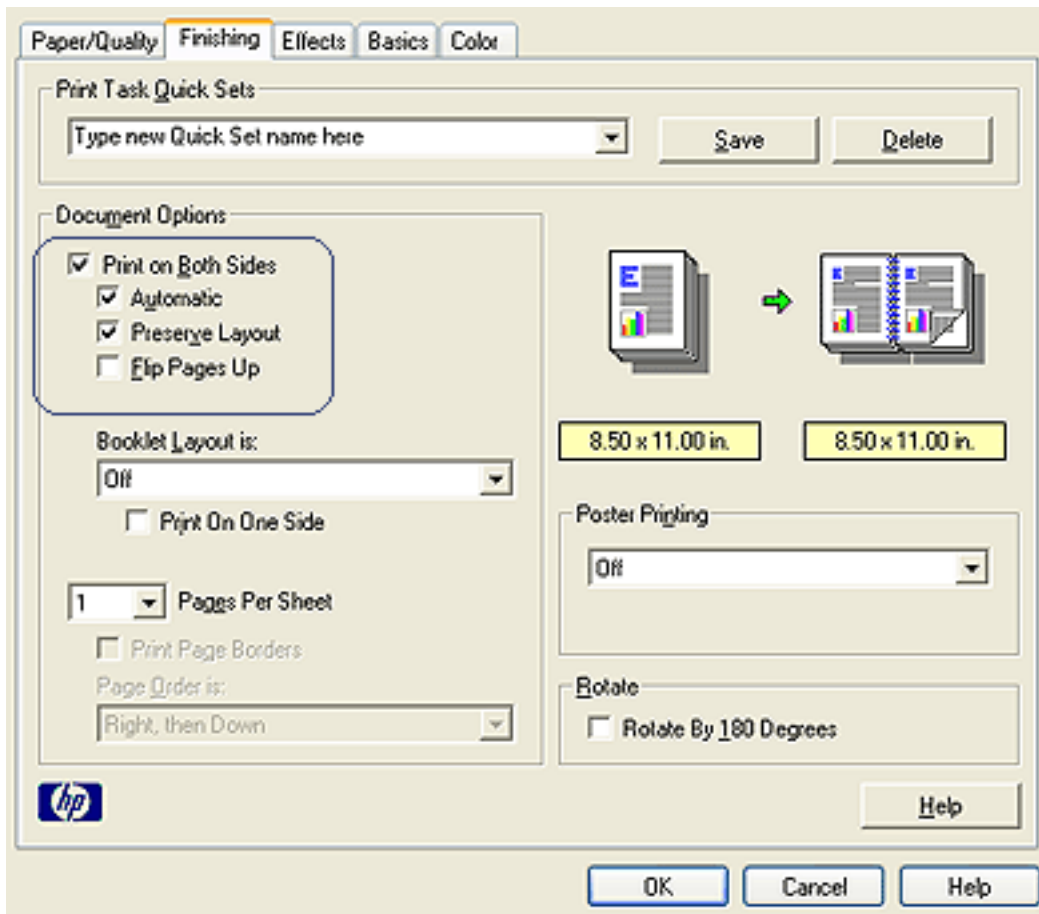 Paper/Quality Finishing Effects Basics Color
Print Task Quick Sets
Type new Quick Set name here Save Delete
Document Options
Print on Both Sides
Automatic
Preserve Layout
Flip Pages Up
E
E E
8.50 x 11.00 in. 8.50 x 11.00 in.
Booklet Layout is:
Off
Print On One Side
Poster Printing
Off
1 Pages Per Sheet
Print Page Borders
Page Order is:
Right, then Down
Rotate
Rotate By 180 Degrees
hp Help
OK Cancel Help